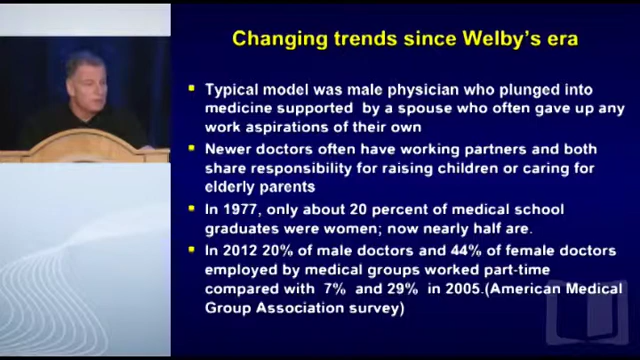 Changing trends since Welby's era
Typical model was male physician who plunged into
medicine supported by a spouse who often gave up any
work aspirations of their own
Newer doctors often have working partners and both
share responsibility for raising children or caring for
elderly parents
In 1977, only about 20 percent of medical school
graduates were women; now nearly half are.
In 2012 20% of male doctors and 44% of female doctors
employed by medical groups worked part-time
compared with 7% and 29% in 2005.(American Medical
Group Association survey)